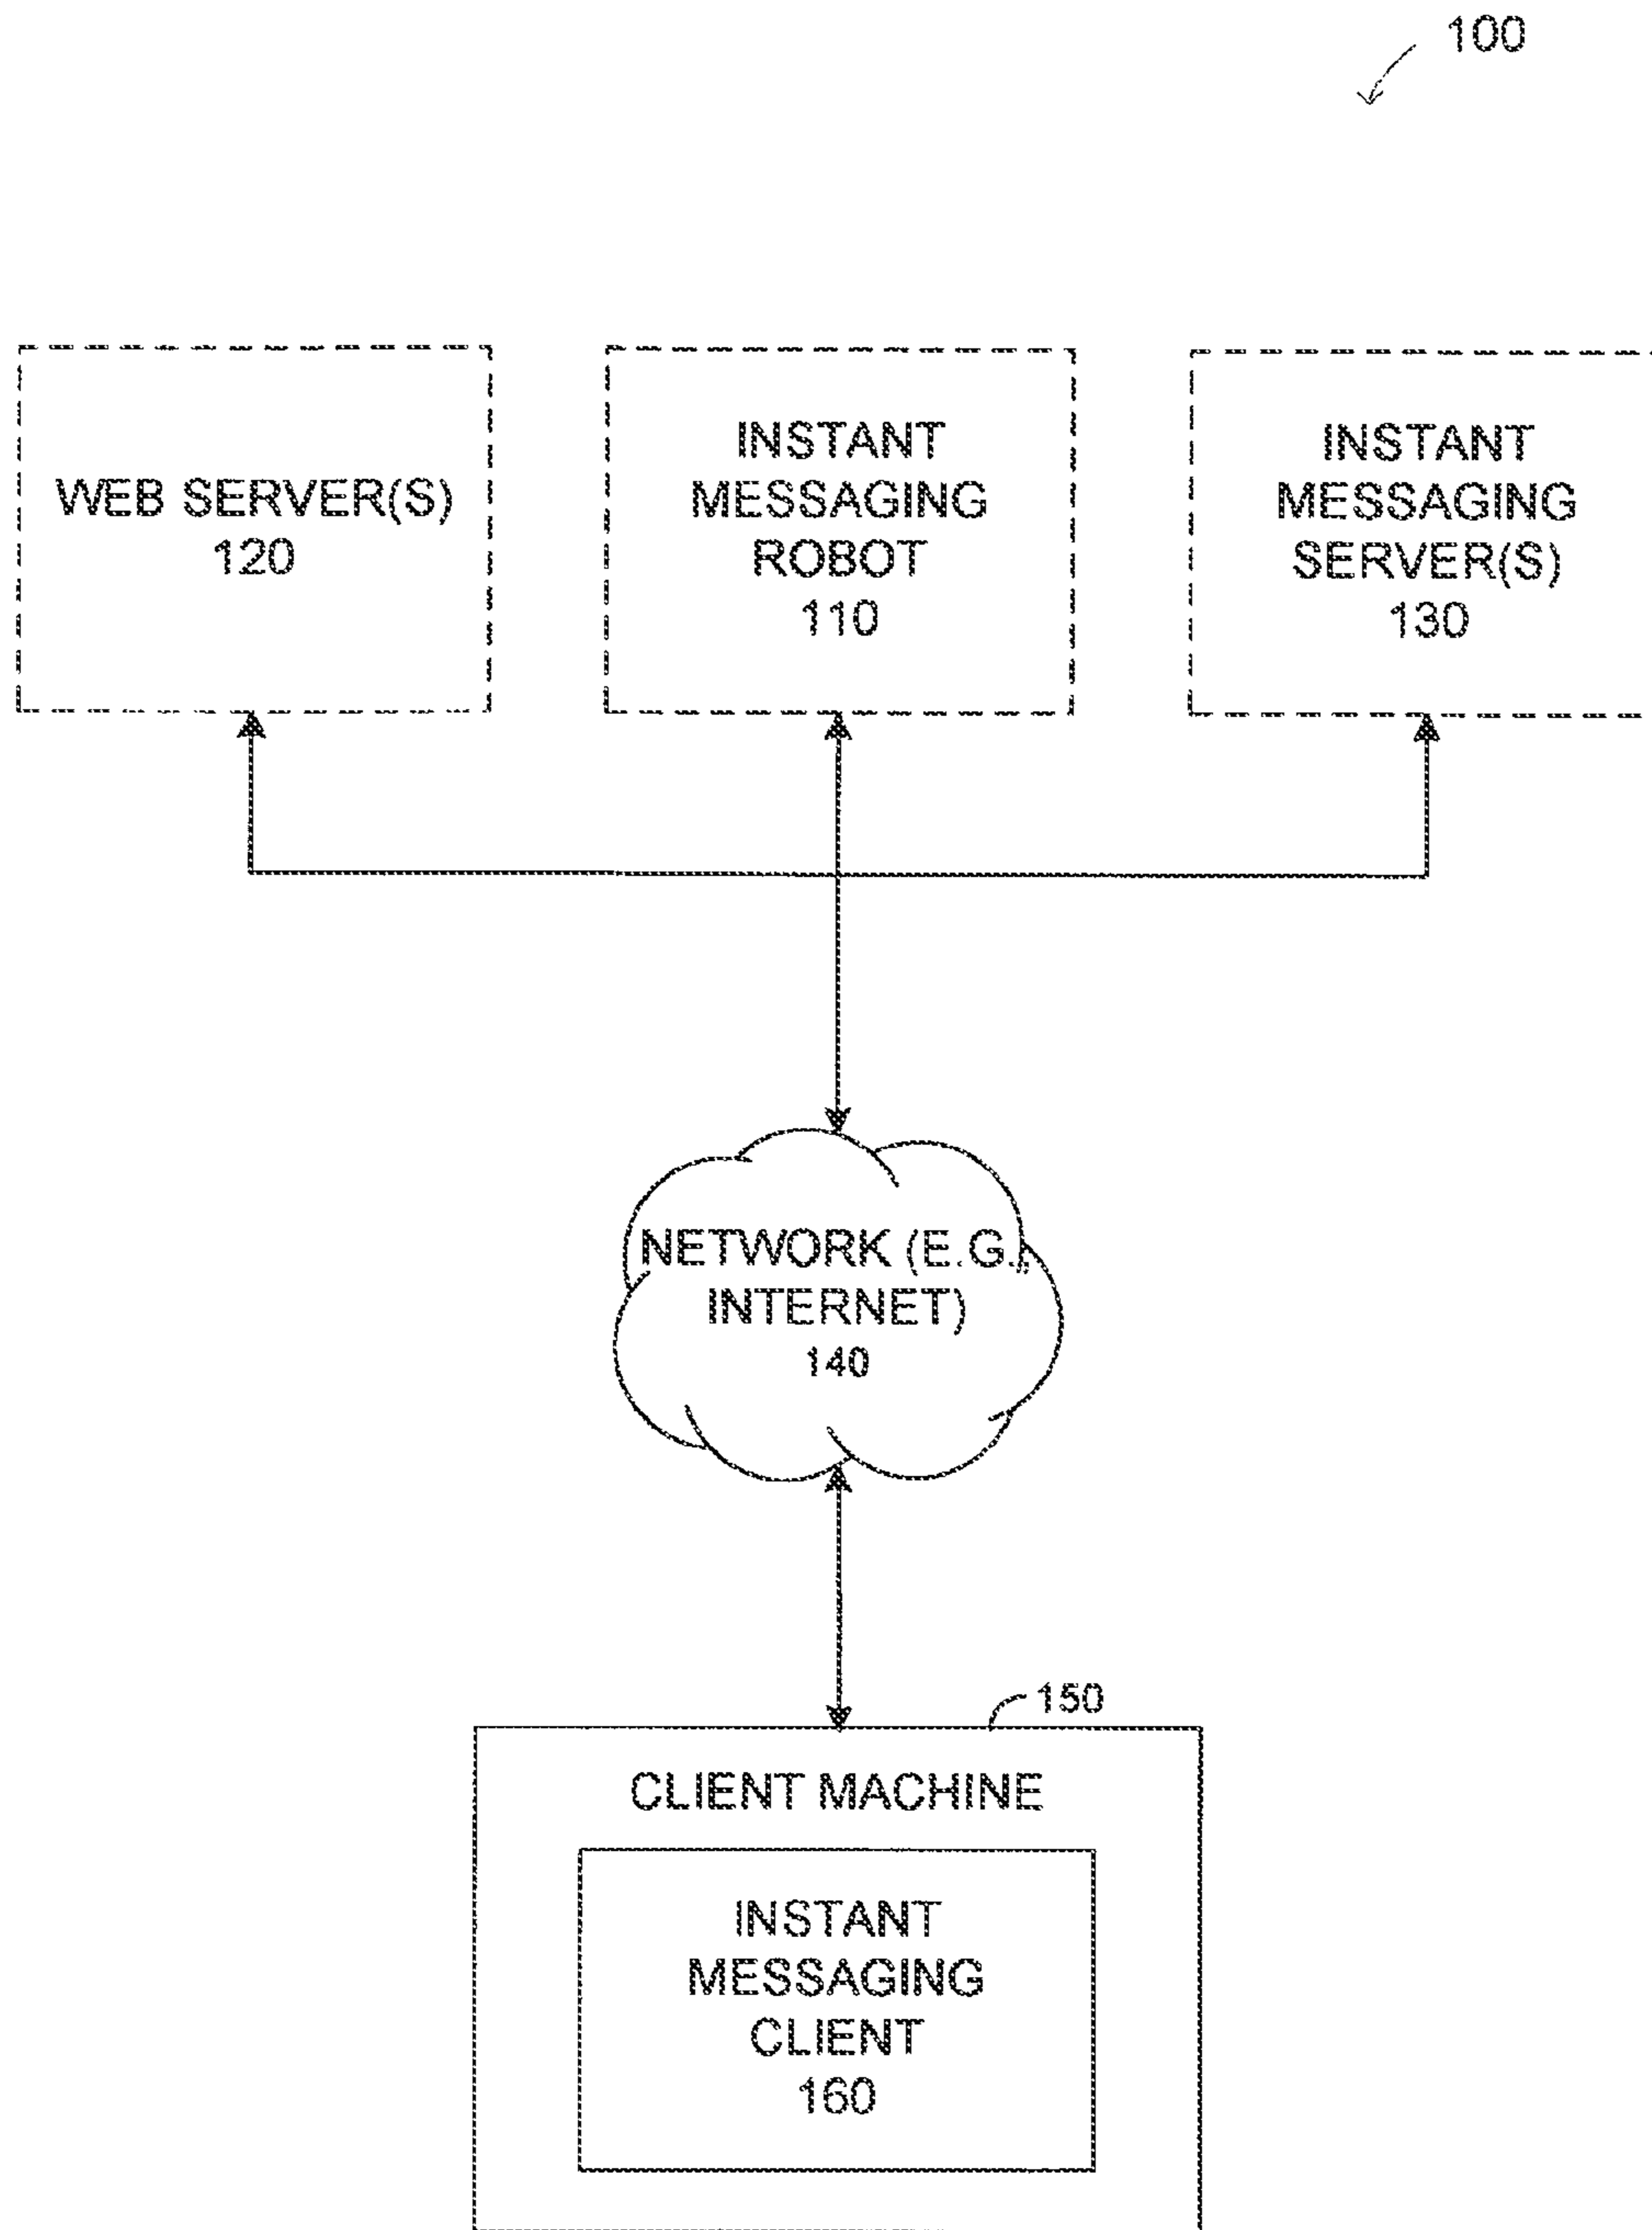 100
WEB SERVER(S)
120
INSTANT
MESSAGING
ROBOT
110
INSTANT
MESSAGING
SERVER(S)
130
NETWORK (E.G.,
INTERNET)
140
150
CLIENT MACHINE
INSTANT
MESSAGING
CLIENT
160